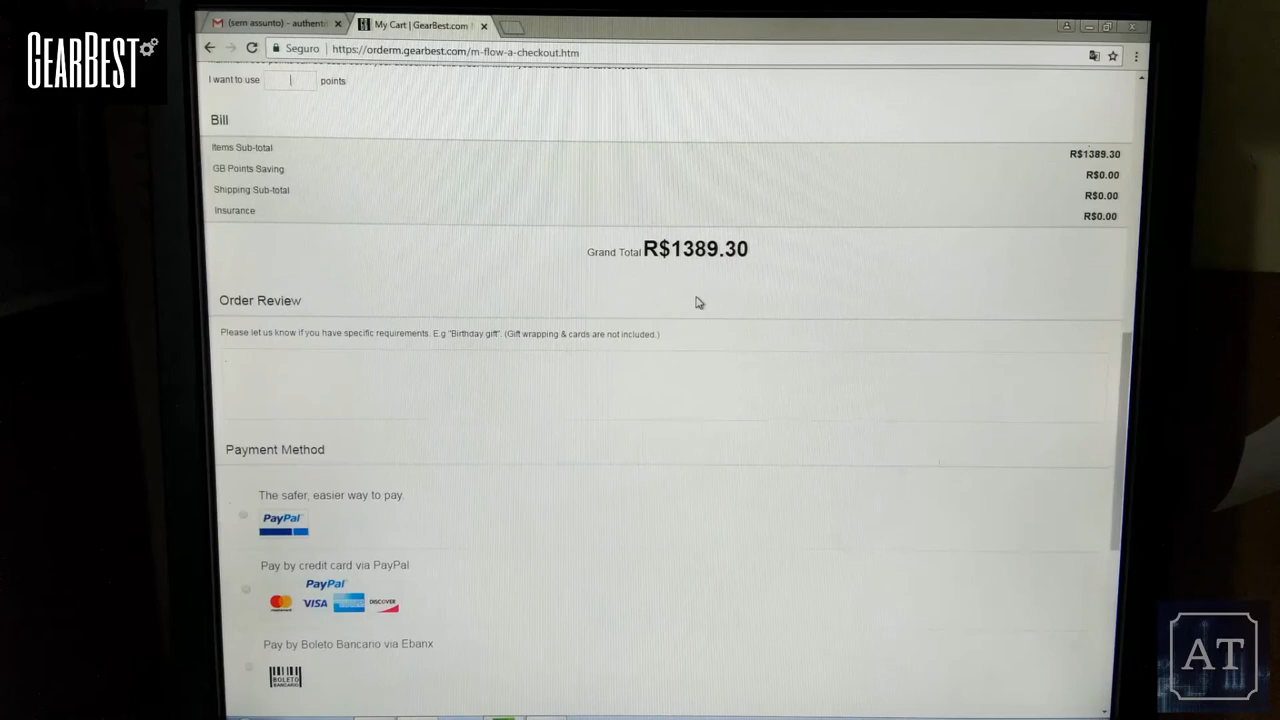 GEARBEST
(sem assunto) - authenti
My Cart | GearBest.com
Seguro
https://orderm.gearbest.com/m-flow-a-checkout.htm
I want to use
points
Bill
Items Sub-total
R$1389.30
GB Points Saving
R$0.00
Shipping Sub-total
R$0.00
Insurance
R$0.00
Grand Total R$1389.30
Order Review
Please let us know if you have specific requirements. E.g "Birthday gift". (Gift wrapping & cards are not included.)
Payment Method
The safer, easier way to pay.
PayPal
Pay by credit card via PayPal
PayPal
VISA DISCOVER
Pay by Boleto Bancario via Ebanx
BOLETO
BANCARIO
AT